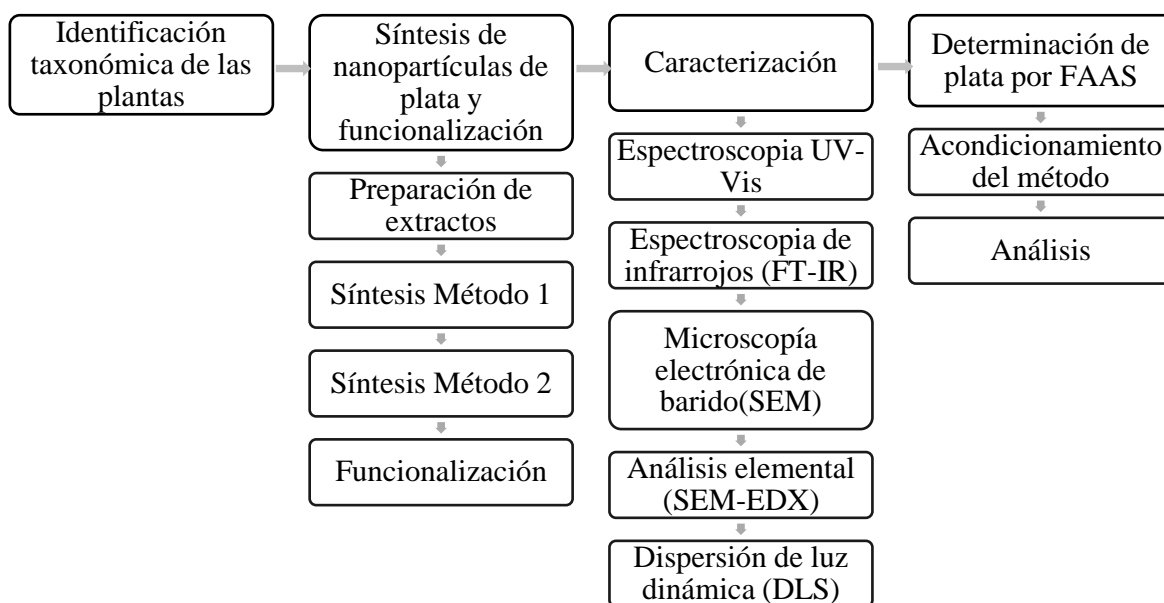 Identificación
taxonómica de las
plantas
Síntesis de
nanopartículas de
plata y
funcionalización
Preparación de
extractos
Síntesis Método 1
Síntesis Método 2
Funcionalización
Caracterización
Espectroscopia UV-
Vis
Espectroscopia de
infrarrojos (FT-IR)
Microscopía
electrónica de
barido(SEM)
Análisis elemental
(SEM-EDX)
Dispersión de luz
dinámica (DLS)
Determinación de
plata por FAAS
Acondicionamiento
del método
Análisis